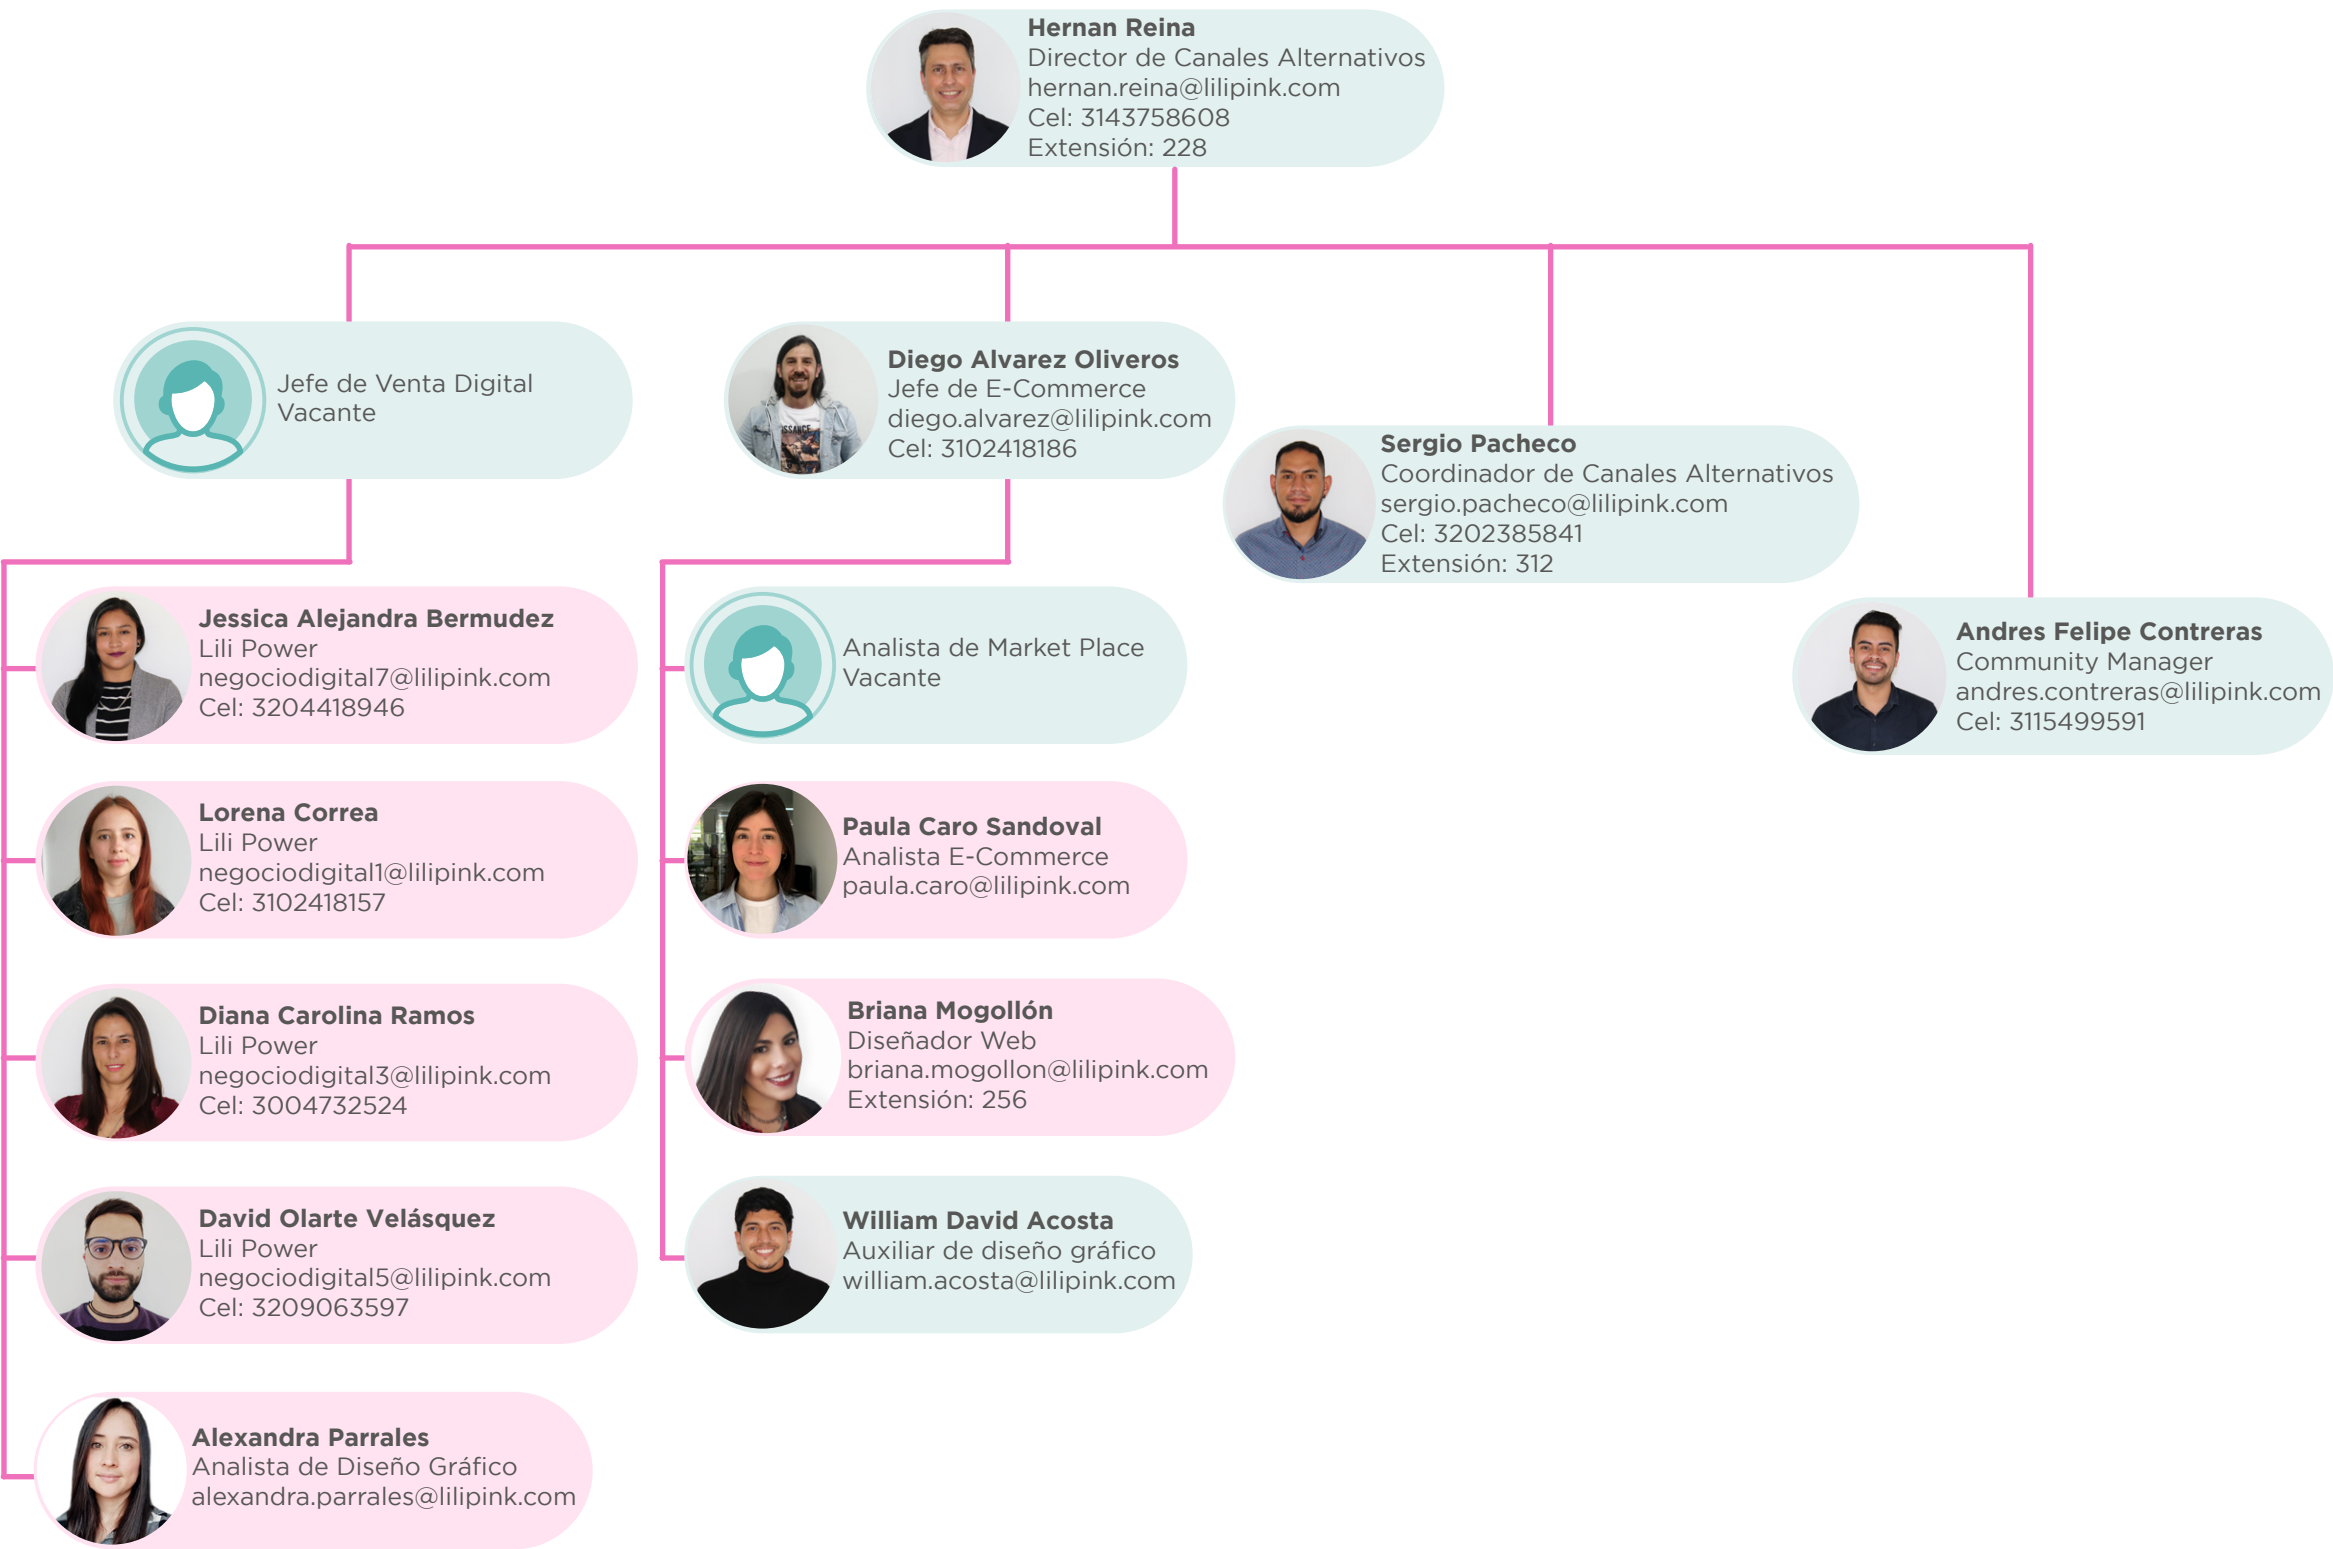 Hernan Reina
Director de Canales Alternativos
hernan.reina@lilipink.com
Cel: 3143758608
Extensión: 228
Jefe de Venta Digital
Vacante
Diego Alvarez Oliveros
Jefe de E-Commerce
diego.alvarez@lilipink.com
Cel: 3102418186
Sergio Pacheco
Coordinador de Canales Alternativos
sergio.pacheco@lilipink.com
Cel: 3202385841
Extensión: 312
Andres Felipe Contreras
Community Manager
andres.contreras@lilipink.com
Cel: 3115499591
Jessica Alejandra Bermudez
Lili Power
negociodigital7@lilipink.com
Cel: 3204418946
Lorena Correa
Lili Power
negociodigital1@lilipink.com
Cel: 3102418157
Diana Carolina Ramos
Lili Power
negociodigital3@lilipink.com
Cel: 3004732524
David Olarte Velásquez
Lili Power
negociodigital5@lilipink.com
Cel: 3209063597
Alexandra Parrales
Analista de Diseño Gráfico
alexandra.parrales@lilipink.com
Analista de Market Place
Vacante
Paula Caro Sandoval
Analista E-Commerce
paula.caro@lilipink.com
Briana Mogollón
Diseñador Web
briana.mogollon@lilipink.com
Extensión: 256
William David Acosta
Auxiliar de diseño gráfico
william.acosta@lilipink.com